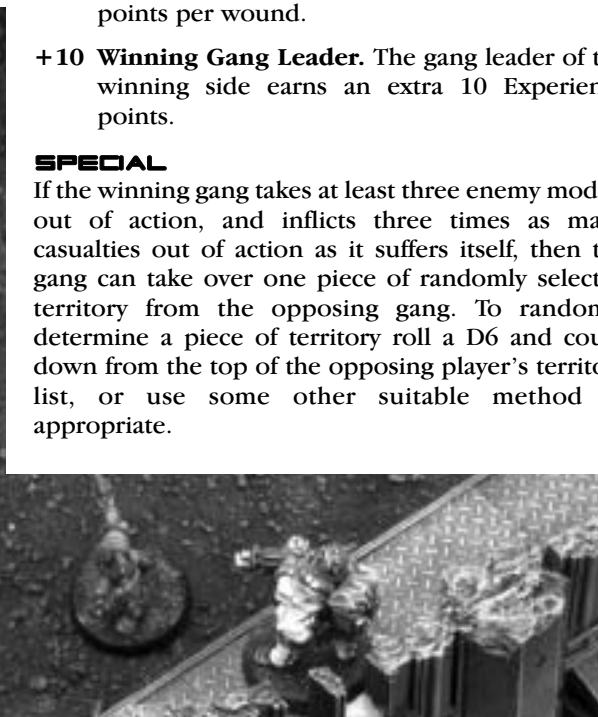 points per wound.
+10 Winning Gang Leader. The gang leader of t
winning side earns an extra 10 Experien
points.
SPECIAL
If the winning gang takes at least three enemy mod
out of action, and inflicts three times as ma
casualties out of action as it suffers itself, then t
gang can take over one piece of randomly select
territory from the opposing gang. To random
determine a piece of territory roll a D6 and cou
down from the top of the opposing player's territo
list, or use some other suitable method
appropriate.